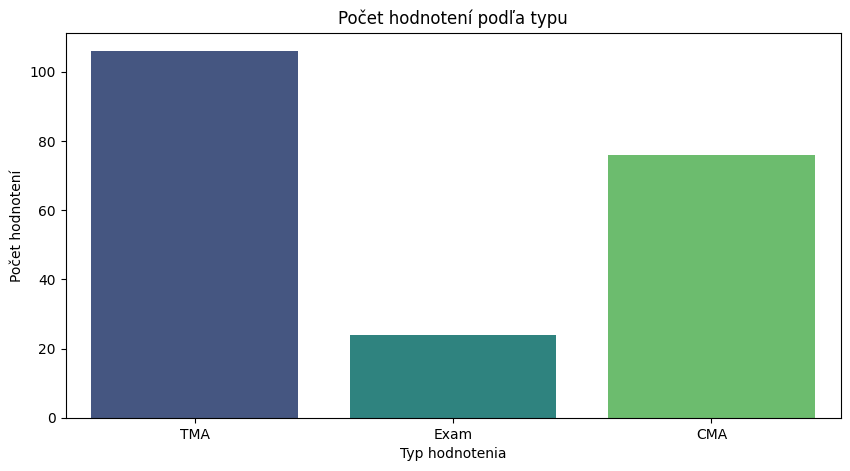 Počet hodnotení podľa typu
Počet hodnotení
100
80
60
40
20
0
TMA
Exam
CMA
Typ hodnotenia